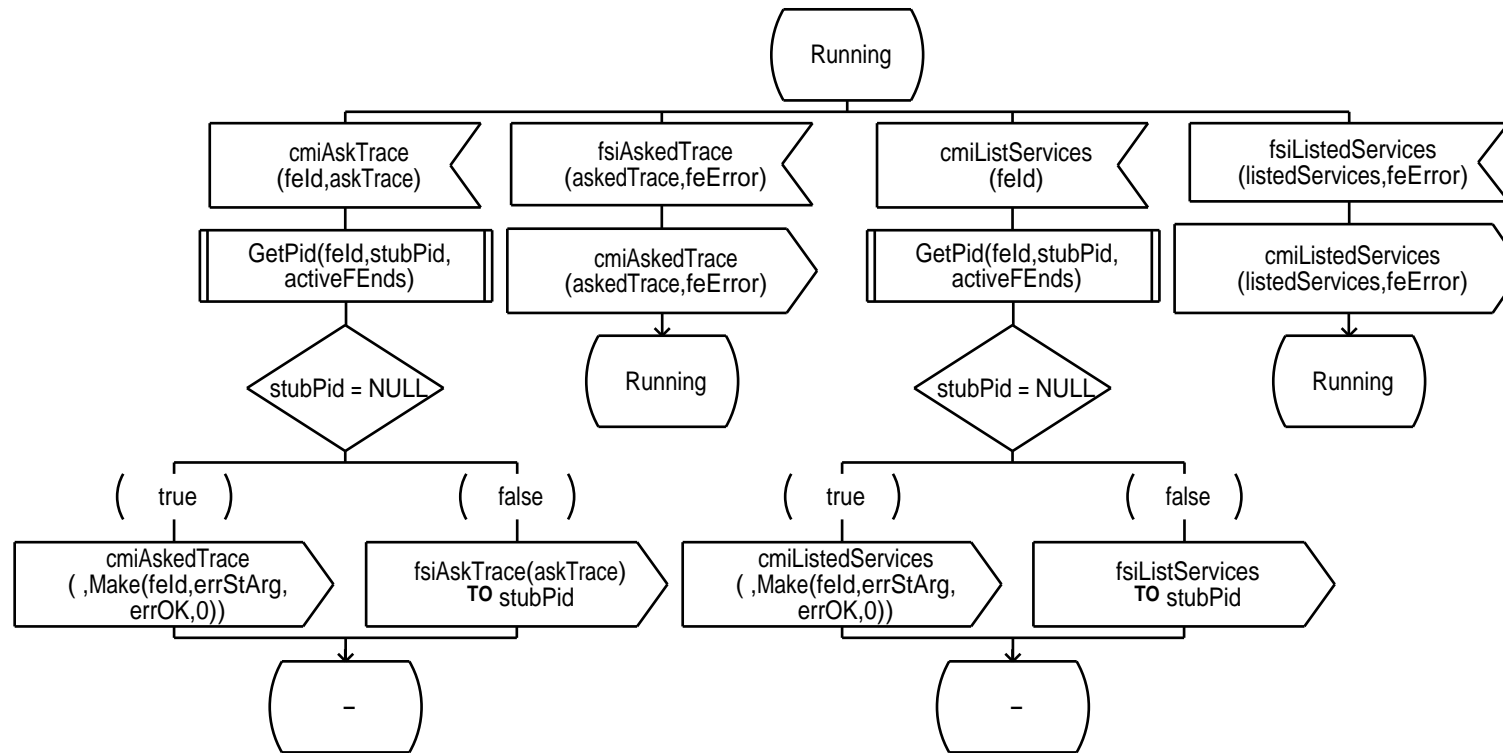 Running
cmiAskTrace
(feId,askTrace)
fsiAskedTrace
(askedTrace,feError)
cmiListServices
(feId)
fsiListedServices
(listedServices,feError)
GetPid(feId,stubPid,
activeFEnds)
cmiAskedTrace
(askedTrace,feError)
GetPid(feId,stubPid,
activeFEnds)
cmiListedServices
(listedServices,feError)
stubPid = NULL
Running
stubPid = NULL
Running
( true )
( false )
( true )
( false )
cmiAskedTrace
( ,Make(feId,errStArg,
errOK,0))
fsiAskTrace(askTrace)
TO stubPid
cmiListedServices
( ,Make(feId,errStArg,
errOK,0))
fsiListServices
TO stubPid
–
–